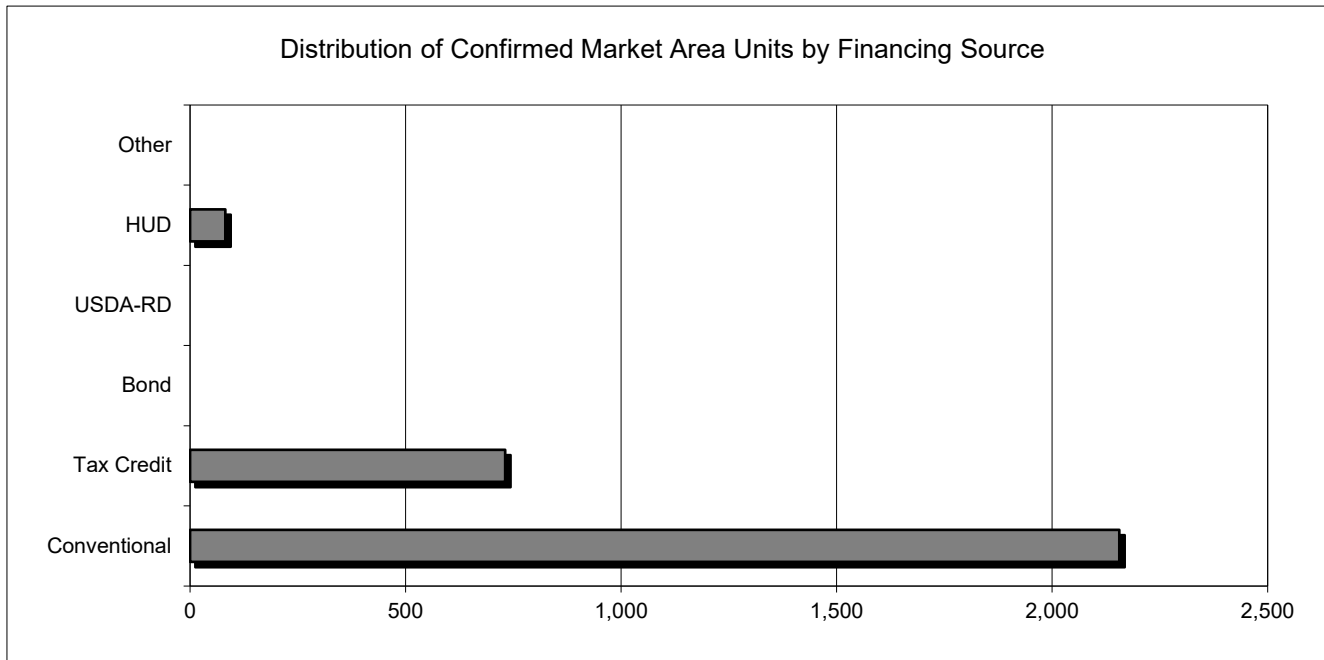 Distribution of Confirmed Market Area Units by Financing Source
Other
HUD
USDA-RD
Bond
Tax Credit
Conventional
0 500 1,000 1,500 2,000 2,500